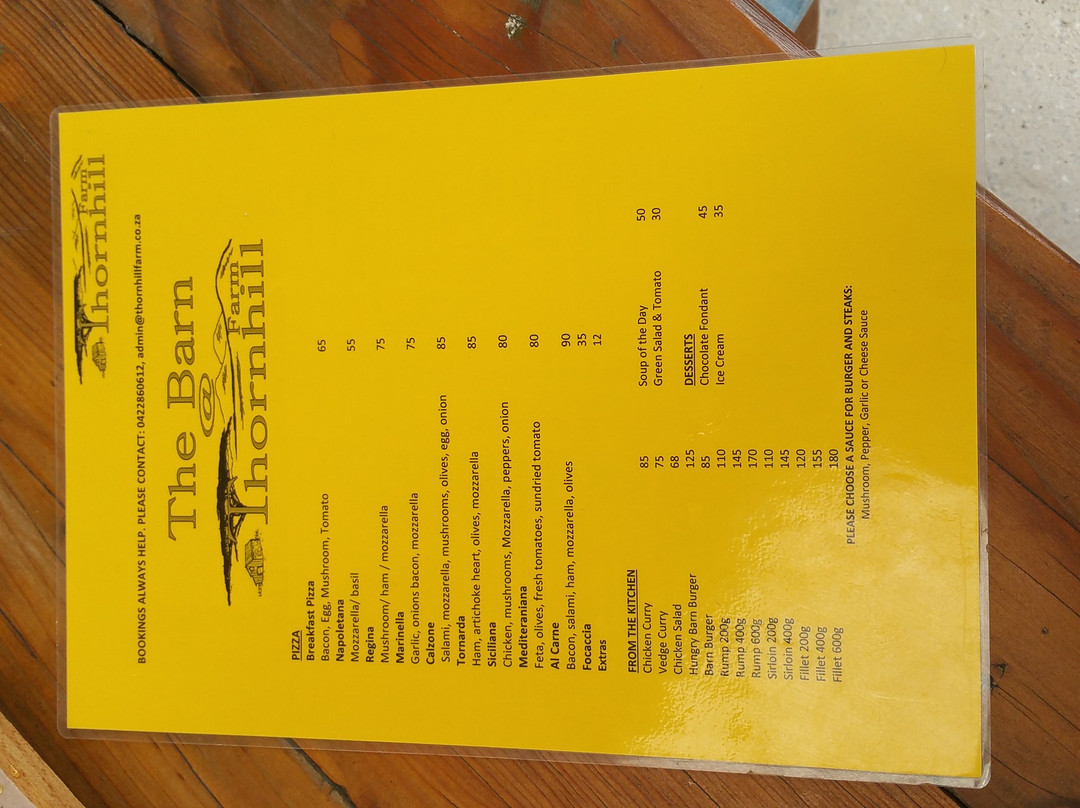 Thornhill
Farm
BOOKINGS ALWAYS HELP. PLEASE CONTACT: 0422860612, admin@thornhillfarm.co.za
The Barn
@
Thornhill
Farm
PIZZA
Breakfast Pizza
Bacon, Egg, Mushroom, Tomato 65
Napoletana
Mozzarella/ basil 55
Regina
Mushroom/ ham / mozzarella 75
Marinella
Garlic, onions bacon, mozzarella 75
Calzone
Salami, mozzarella, mushrooms, olives, egg, onion 85
Tornarda
Ham, artichoke heart, olives, mozzarella 85
Siciliana
Chicken, mushrooms, Mozzarella, peppers, onion 80
Mediteraniana
Feta, olives, fresh tomatoes, sundried tomato 80
Al Carne
Bacon, salami, ham, mozzarella, olives 90
Focaccia 35
Extras 12
FROM THE KITCHEN
Chicken Curry 85
Vedge Curry 75
Chicken Salad 68
Hungry Barn Burger 125
Barn Burger 85
Rump 200g 110
Rump 400g 145
Rump 600g 170
Sirloin 200g 110
Sirloin 400g 145
Fillet 200g 120
Fillet 400g 155
Fillet 600g 180
Soup of the Day 50
Green Salad & Tomato 30
DESSERTS
Chocolate Fondant 45
Ice Cream 35
PLEASE CHOOSE A SAUCE FOR BURGER AND STEAKS:
Mushroom, Pepper, Garlic or Cheese Sauce